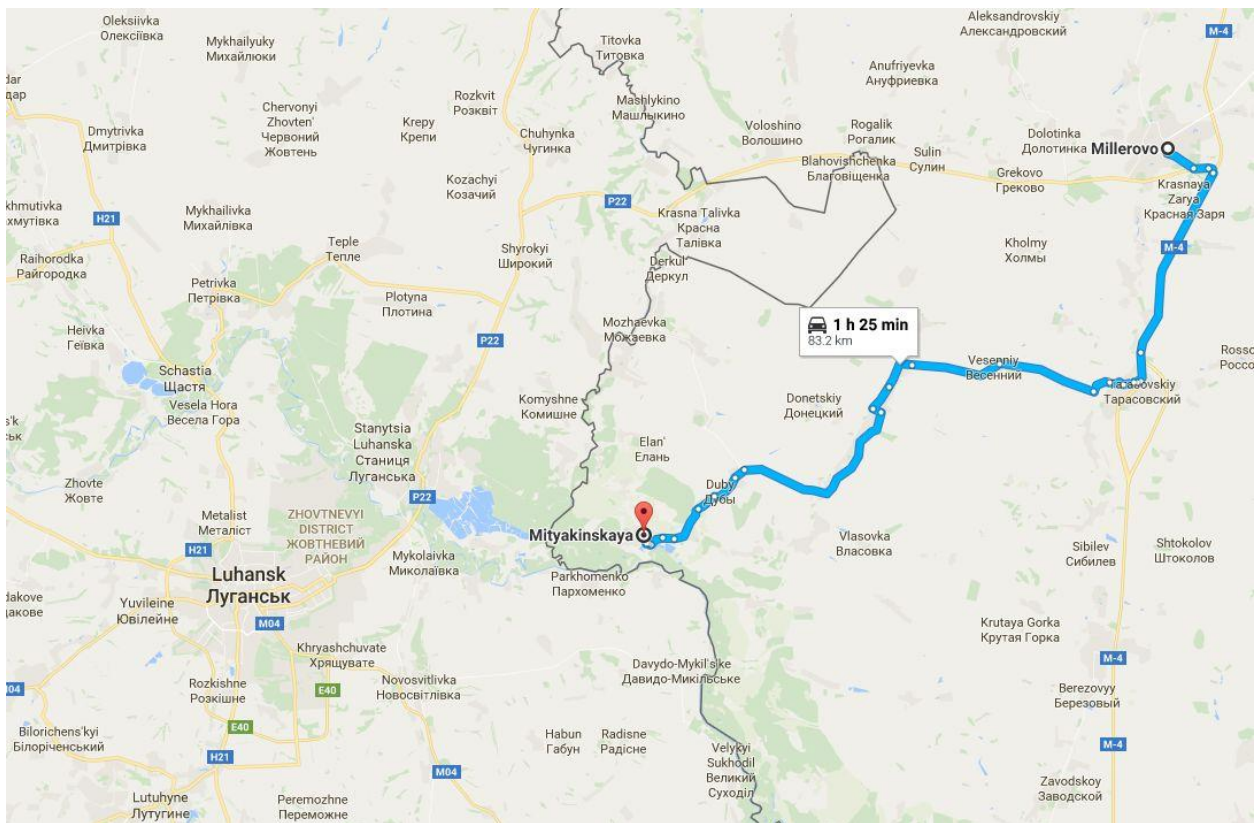 Oleksiivka
Олексіївка
Aleksandrovskiy
Александровский
M-4
Mykhailyuky
Михайлюки
Titovka
Титовка
Anufriyevka
Ануфриевка
dar
дар
Rozkvit
Розквіт
Mashlykino
Машлыкино
Chervonyi
Zhovten'
Червоний
Жовтень
Krepy
Крепи
Chuhynka
Чугинка
Voloshino
Волошино
Rogalik
Рогалик
Dmytrivka
Дмитрівка
Dolotinka
Долотинка
Millerovo
Sulin
Сулин
Blahovishchenka
Благовіщенка
Grekovo
Греково
Kozachyi
Козачий
P22
Krasnaya
Zarya
Красная Заря
khmutivka
хмутівка
H21
Mykhailivka
Михайлівка
Krasna Talivka
Красна
Талівка
Teple
Тепле
Shyrokyi
Широкий
M-4
Kholmy
Холмы
Raihorodka
Райгородка
Derkul
Деркул
Petrivka
Петрівка
Plotyna
Плотина
Mozhaevka
Можаевка
1 h 25 min
83.2 km
Heivka
Геївка
P22
Rosso
Росс
Vesenniy
Весенний
Schastia
Щастя
Тарасовский
Vesela Hora
Весела Гора
Komyshne
Комишне
Donetskiy
Донецкий
Stanytsia
Luhanska
Станиця
Луганська
Elan'
Елань
Zhovte
Жовте
P22
Duby
Дубы
Metalist
Металіст
ZHOVTNEVYI
DISTRICT
ЖОВТНЕВИЙ
РАЙОН
Mityakinskaya
Vlasovka
Власовка
Sibilev
Сибилев
Shtokolov
Штоколов
H21
Mykolaivka
Миколаївка
Luhansk
Луганськ
Parkhomenko
Пархоменко
dakove
дакове
Yuvileine
Ювілейне
M04
Krutaya Gorka
Крутая Горка
Khryashchuvate
Хрящувате
M-4
Davydo-Mykil's'ke
Давидо-Микільське
04
Rozkishne
Розкішне
E40
Novosvitlivka
Новосвітлівка
Berezovyy
Березовый
E40
Bilorichens'kyi
Білоріченський
Habun
Габун
Radisne
Радісне
M-4
H21
M04
Velykyi
Sukhodil
Великий
Суходіл
Zavodskoy
Заводской
Lutuhyne
Лутугине
Peremozhne
Переможне